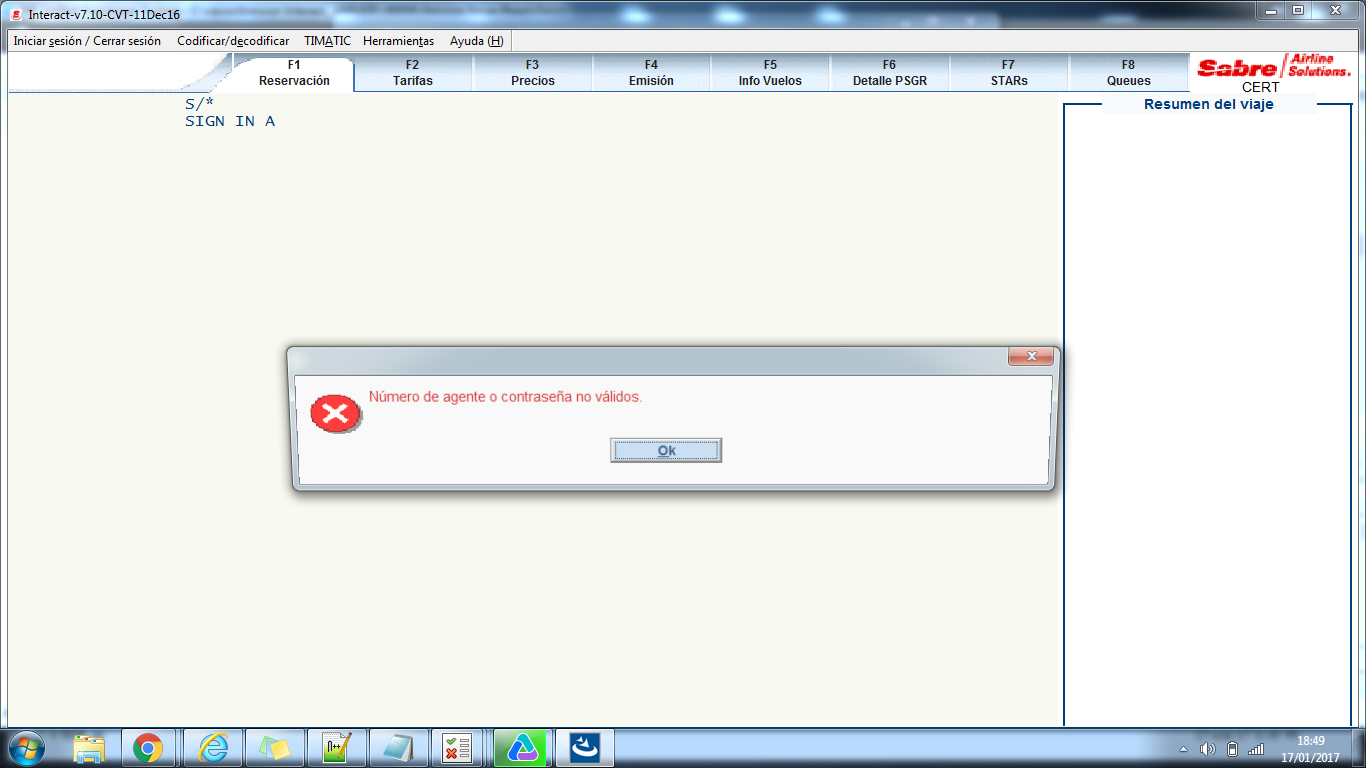 Interact-v7.10-CVT-11Dec16
Iniciar sesión / Cerrar sesión Codificar/decodificar TIMATIC Herramientas Ayuda (H)
F1 F2 F3 F4 F5 F6 F7 F8
Reservación Tarifas Precios Emisión Info Vuelos Detalle PSGR STARs Queues
Sabre Airline Solutions.
CERT
S/*
SIGN IN A
Resumen del viaje
Número de agente o contraseña no válidos.
Ok
18:49
17/01/2017